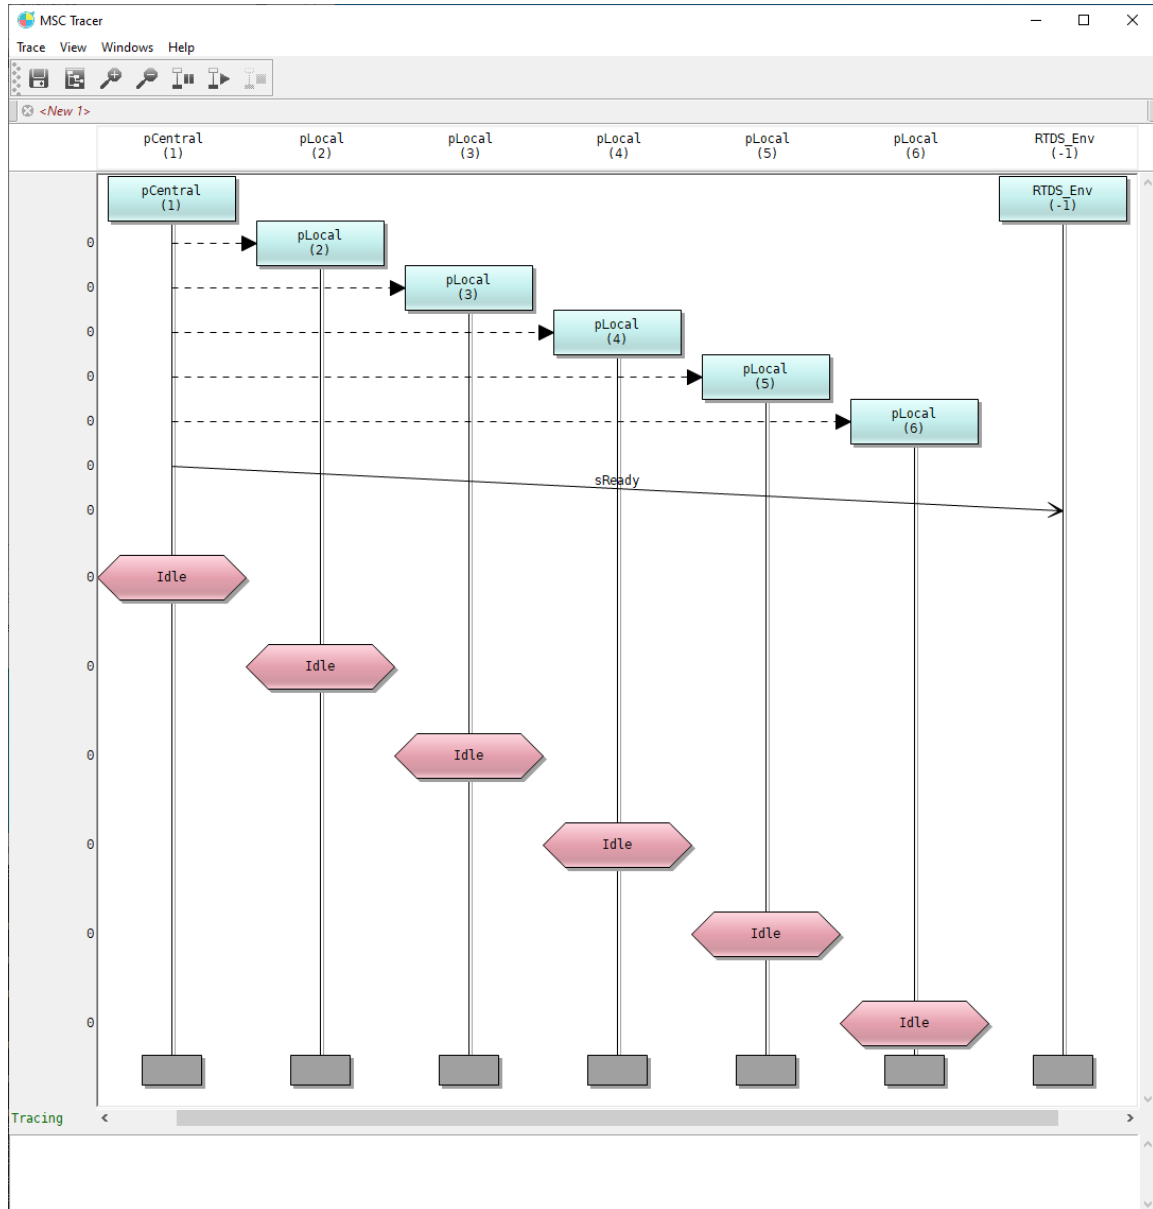 MSC Tracer
Trace View Windows Help
<New 1>
pCentral pLocal pLocal pLocal pLocal pLocal RTDS_Env
(1) (2) (3) (4) (5) (6) (-1)
pCentral RTDS_Env
(1) (-1)
0 pLocal
(2)
0 pLocal
(3)
0 pLocal
(4)
0 pLocal
(5)
0 pLocal
(6)
0
sReady
0
0 Idle
0 Idle
0 Idle
0 Idle
0 Idle
0 Idle
Tracing